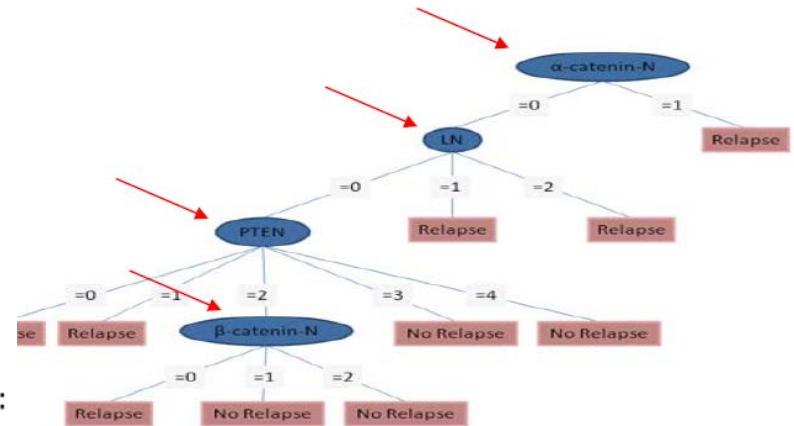 α-catenin-N
=0
=1
LN
Relapse
=0
=1
=2
PTEN
Relapse
Relapse
=0
=1
=2
=3
=4
se
Relapse
β-catenin-N
No Relapse
No Relapse
=0
=1
=2
:
Relapse
No Relapse
No Relapse